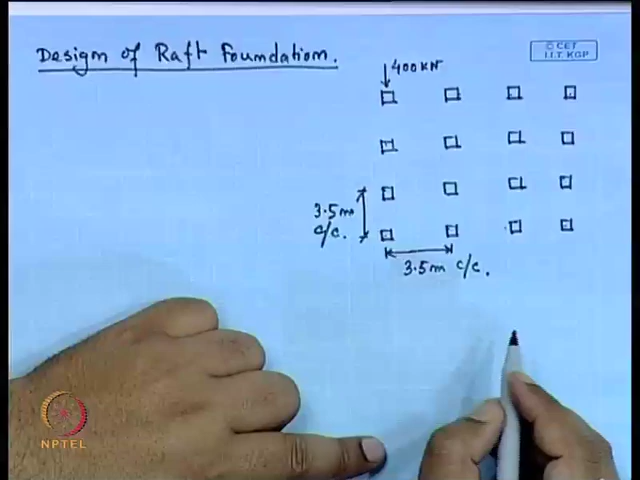 Design of Raft Foundation.
© CET
I.I.T. KGP
400 KN
3.5m
c/c.
3.5m c/c.
NPTEL